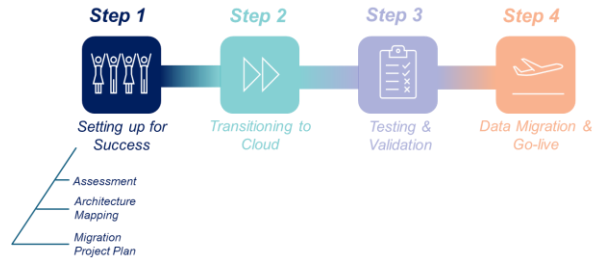 Step 1
Step 2
Step 3
Step 4
Setting up for
Success
Transitioning to
Cloud
Testing &
Validation
Data Migration &
Go-live
Assessment
Architecture
Mapping
Migration
Project Plan